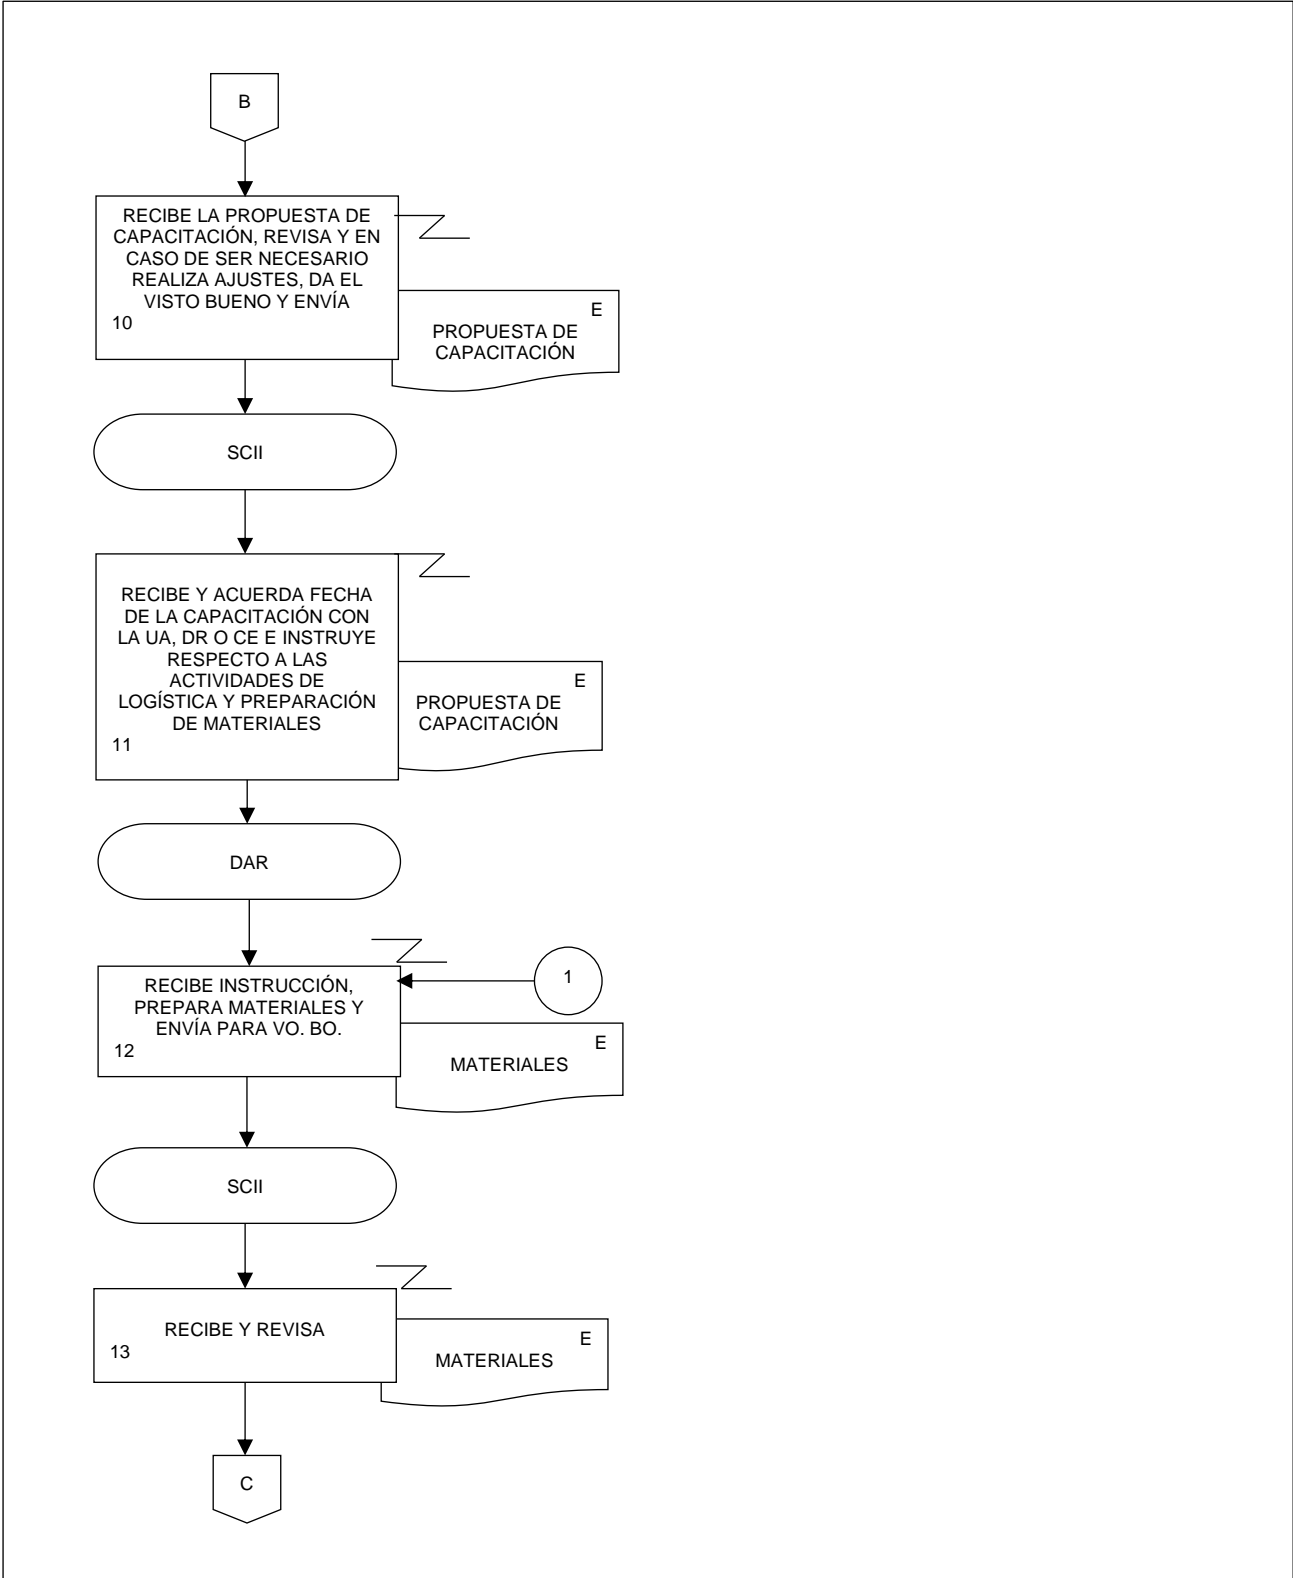 B
RECIBE LA PROPUESTA DE
CAPACITACIÓN, REVISA Y EN
CASO DE SER NECESARIO
REALIZA AJUSTES, DA EL
VISTO BUENO Y ENVÍA
10
E
PROPUESTA DE
CAPACITACIÓN
SCII
RECIBE Y ACUERDA FECHA
DE LA CAPACITACIÓN CON
LA UA, DR O CE E INSTRUYE
RESPECTO A LAS
ACTIVIDADES DE
LOGÍSTICA Y PREPARACIÓN
DE MATERIALES
11
E
PROPUESTA DE
CAPACITACIÓN
DAR
RECIBE INSTRUCCIÓN,
PREPARA MATERIALES Y
ENVÍA PARA VO. BO.
12
1
E
MATERIALES
SCII
RECIBE Y REVISA
13
E
MATERIALES
C